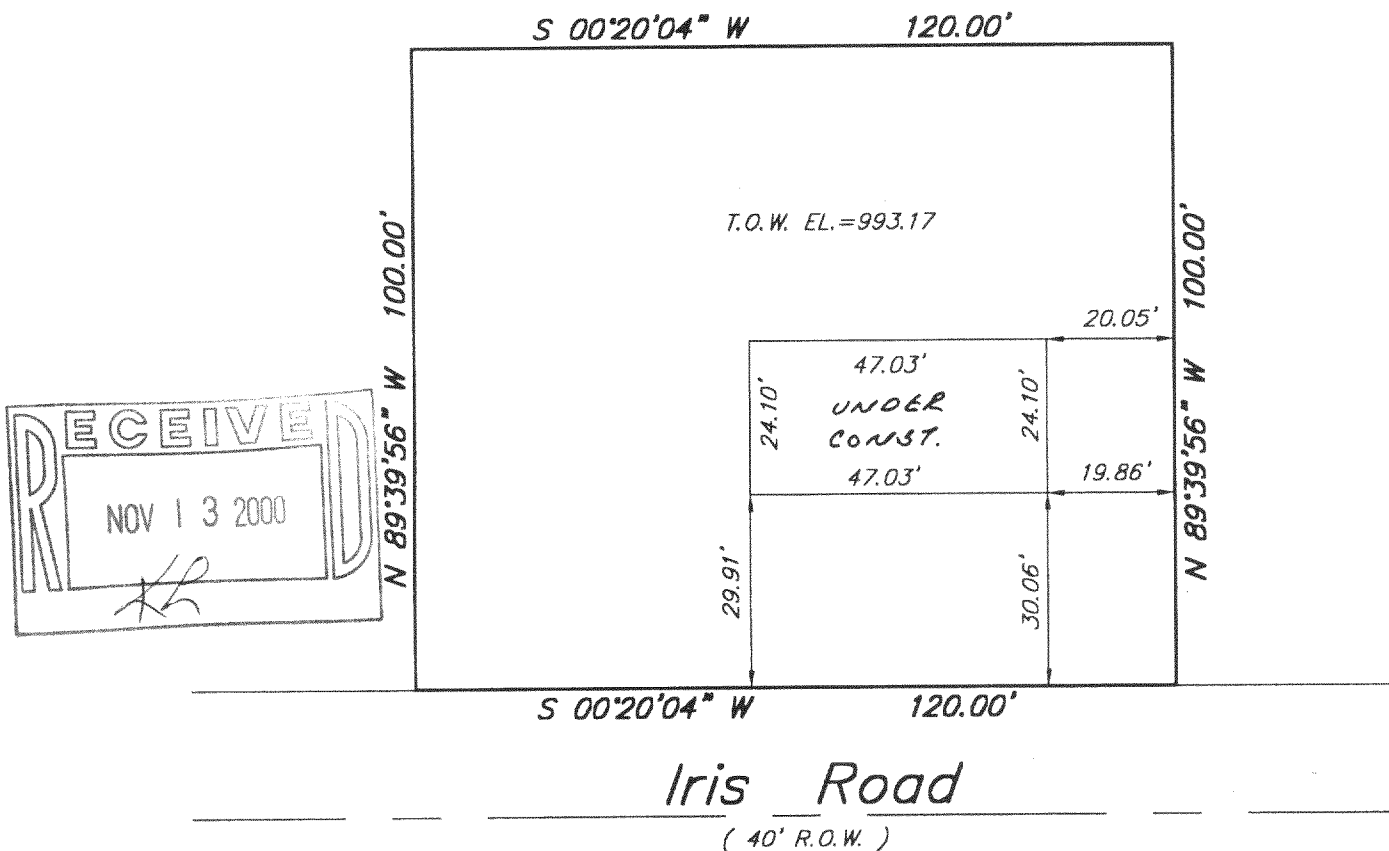 S 00°20'04" W 120.00'
T.O.W. EL.=993.17
N 89°39'56" W 100.00'
N 89°39'56" W 100.00'
20.05'
47.03'
24.10'
UNDER
CONST.
24.10'
47.03'
19.86'
RECEIVED
NOV 13 2000
29.91'
30.06'
S 00°20'04" W 120.00'
Iris Road
( 40' R.O.W. )